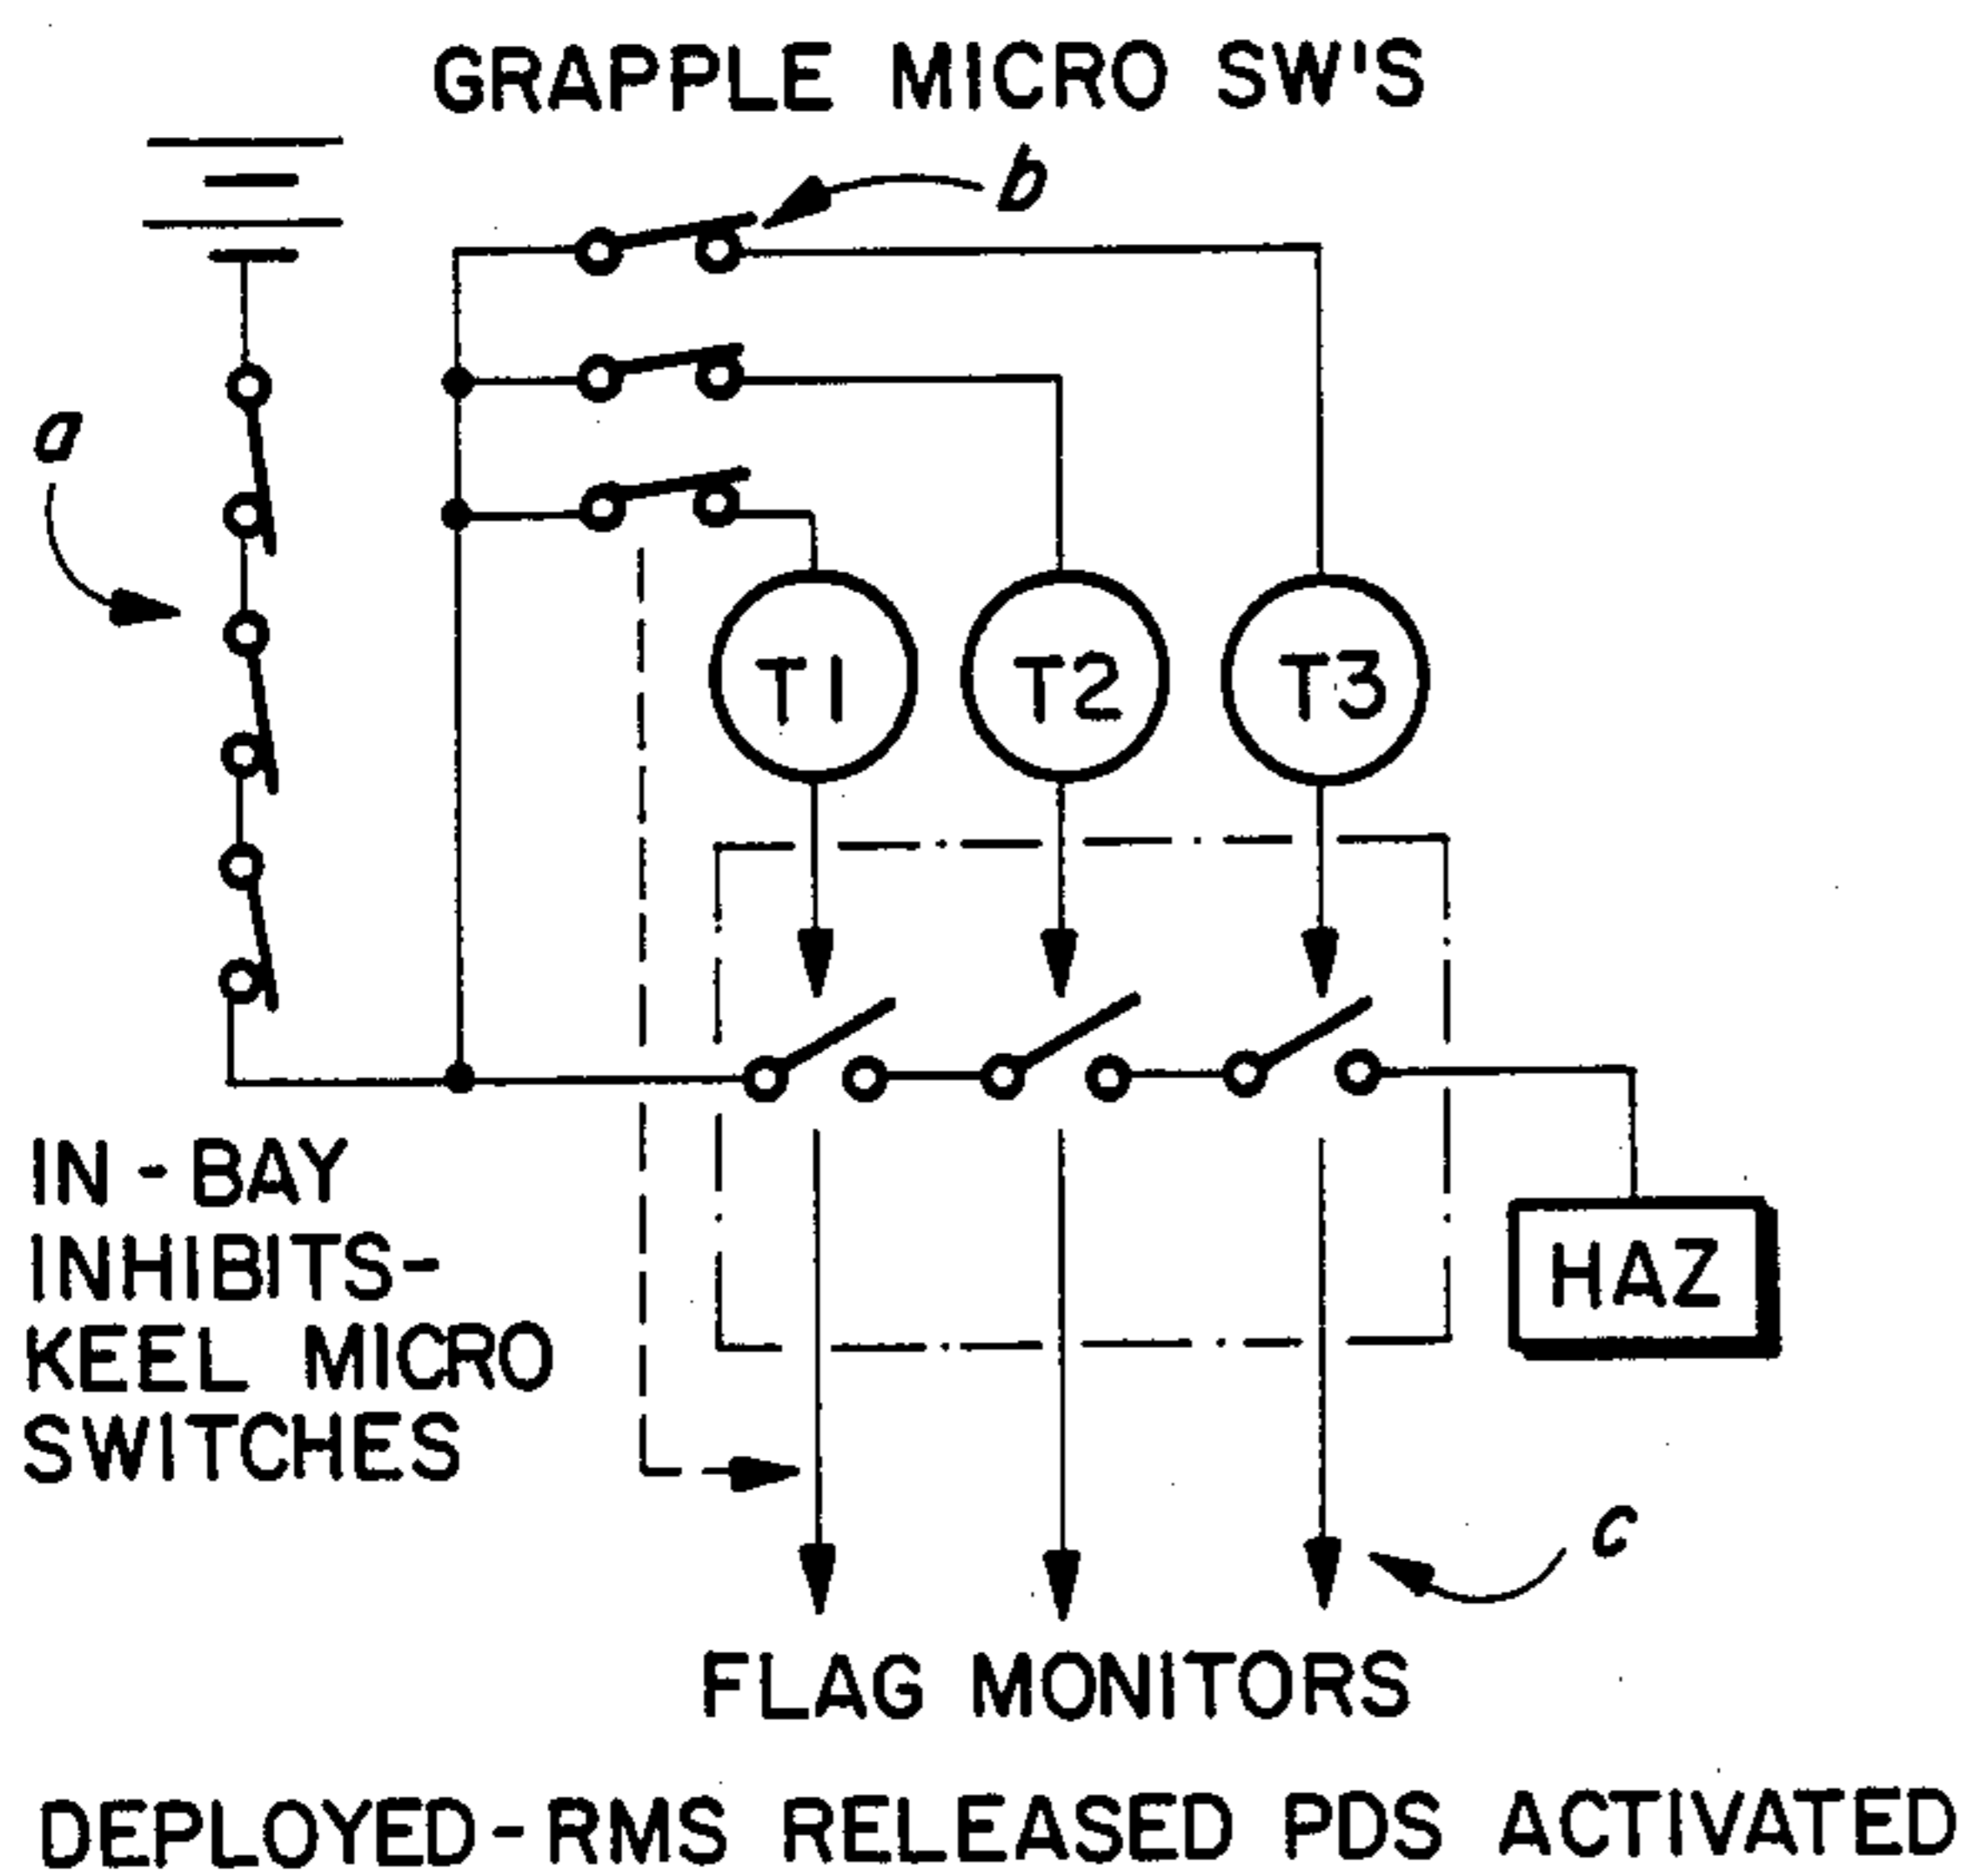 GRAPPLE MICRO SW'S
b
a
T1 T2 T3
IN-BAY
INHIBITS-
KEEL MICRO
SWITCHES
HAZ
c
FLAG MONITORS
DEPLOYED-RMS RELEASED PDS ACTIVATED